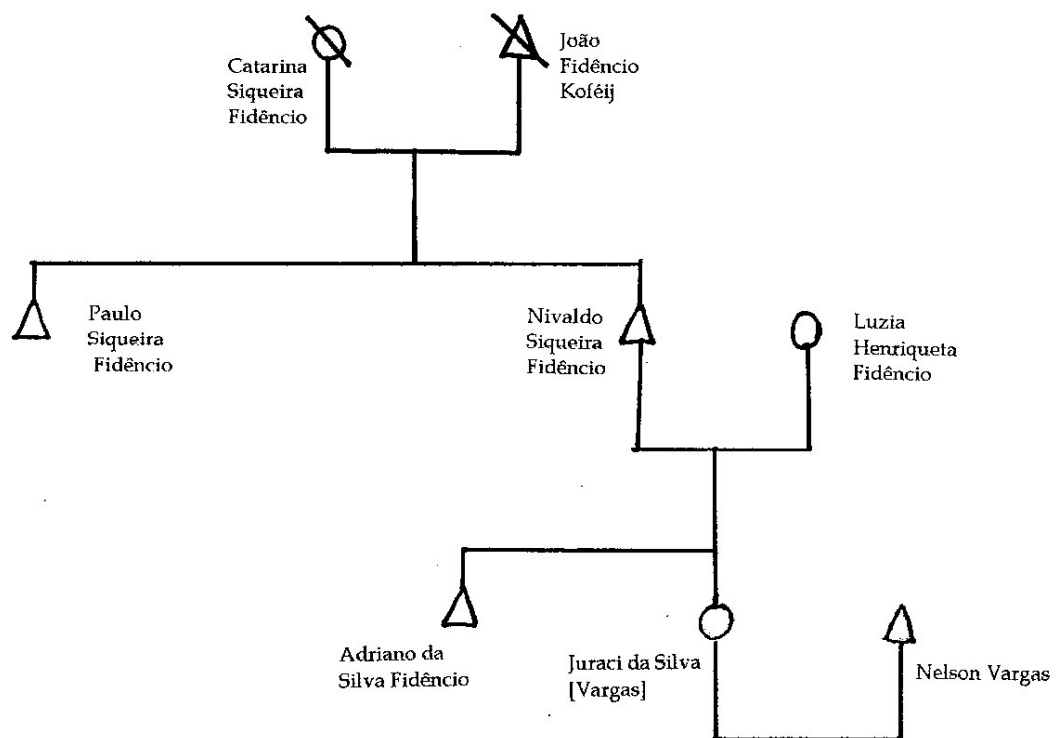 Catarina
Siqueira
Fidêncio
João
Fidêncio
Koféij
Paulo
Siqueira
Fidêncio
Nivaldo
Siqueira
Fidêncio
Luzia
Henriqueta
Fidêncio
Adriano da
Silva Fidêncio
Juraci da Silva
[Vargas]
Nelson Vargas